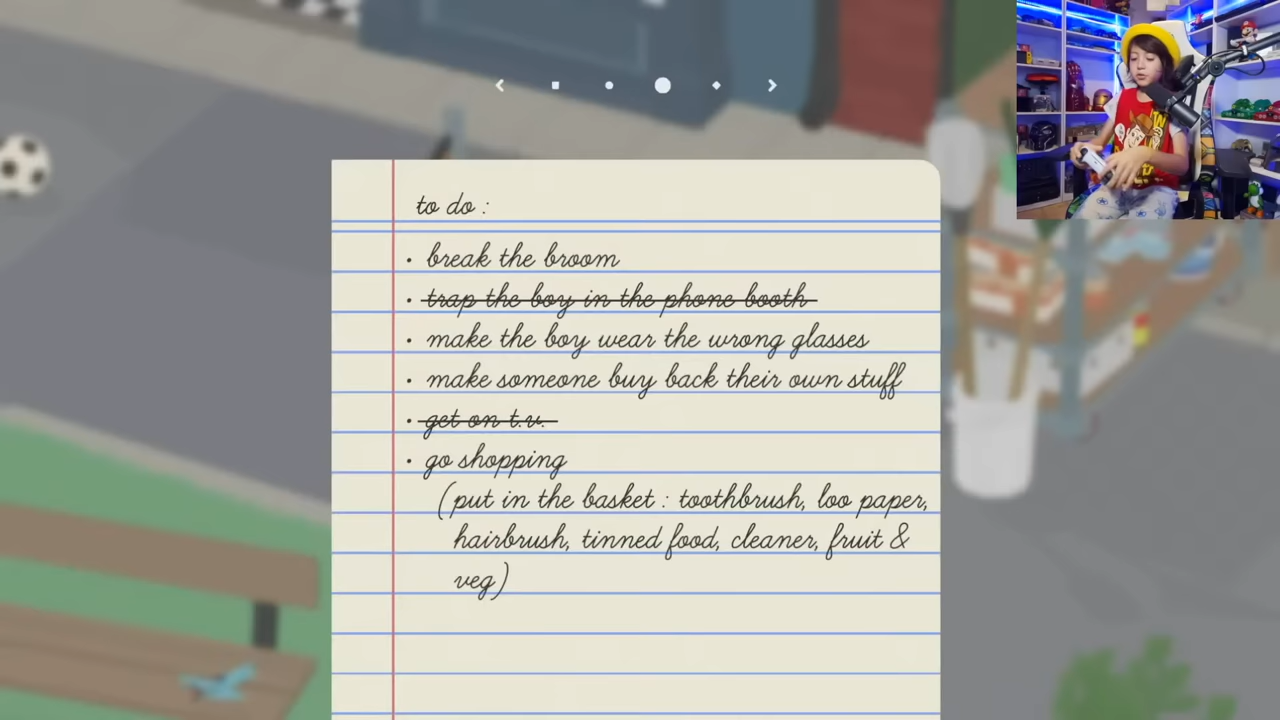 to do :
• break the broom
• trap the boy in the phone booth
• make the boy wear the wrong glasses
• make someone buy back their own stuff
• get on t.v.
• go shopping
(put in the basket : toothbrush, loo paper,
hairbrush, tinned food, cleaner, fruit &
veg)